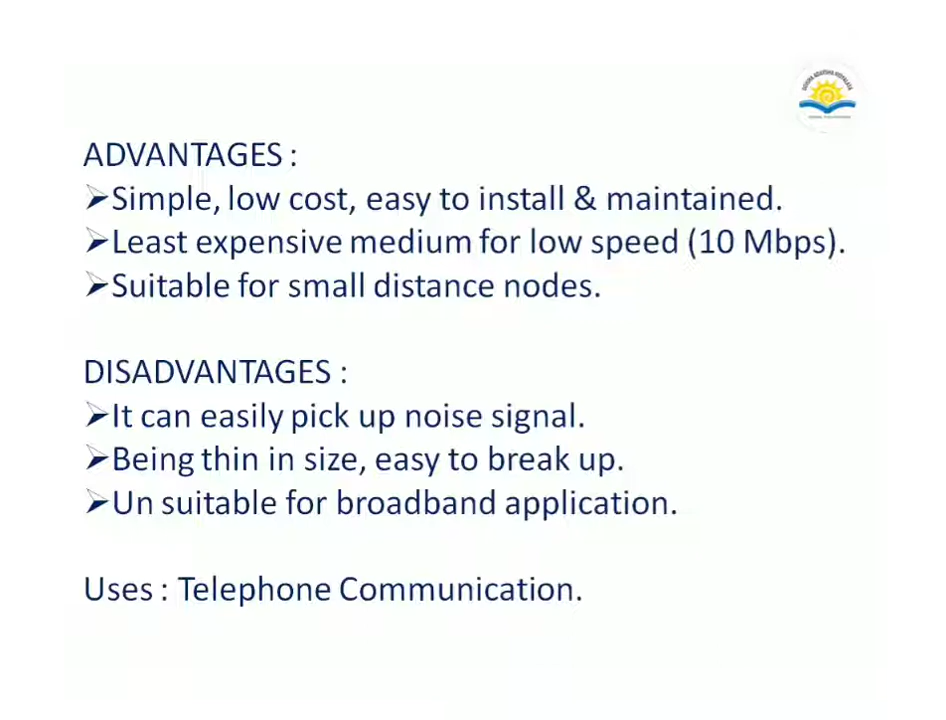 ADVANTAGES :
➢Simple, low cost, easy to install & maintained.
➢Least expensive medium for low speed (10 Mbps).
➢Suitable for small distance nodes.
DISADVANTAGES :
➢It can easily pick up noise signal.
➢Being thin in size, easy to break up.
➢Un suitable for broadband application.
Uses : Telephone Communication.